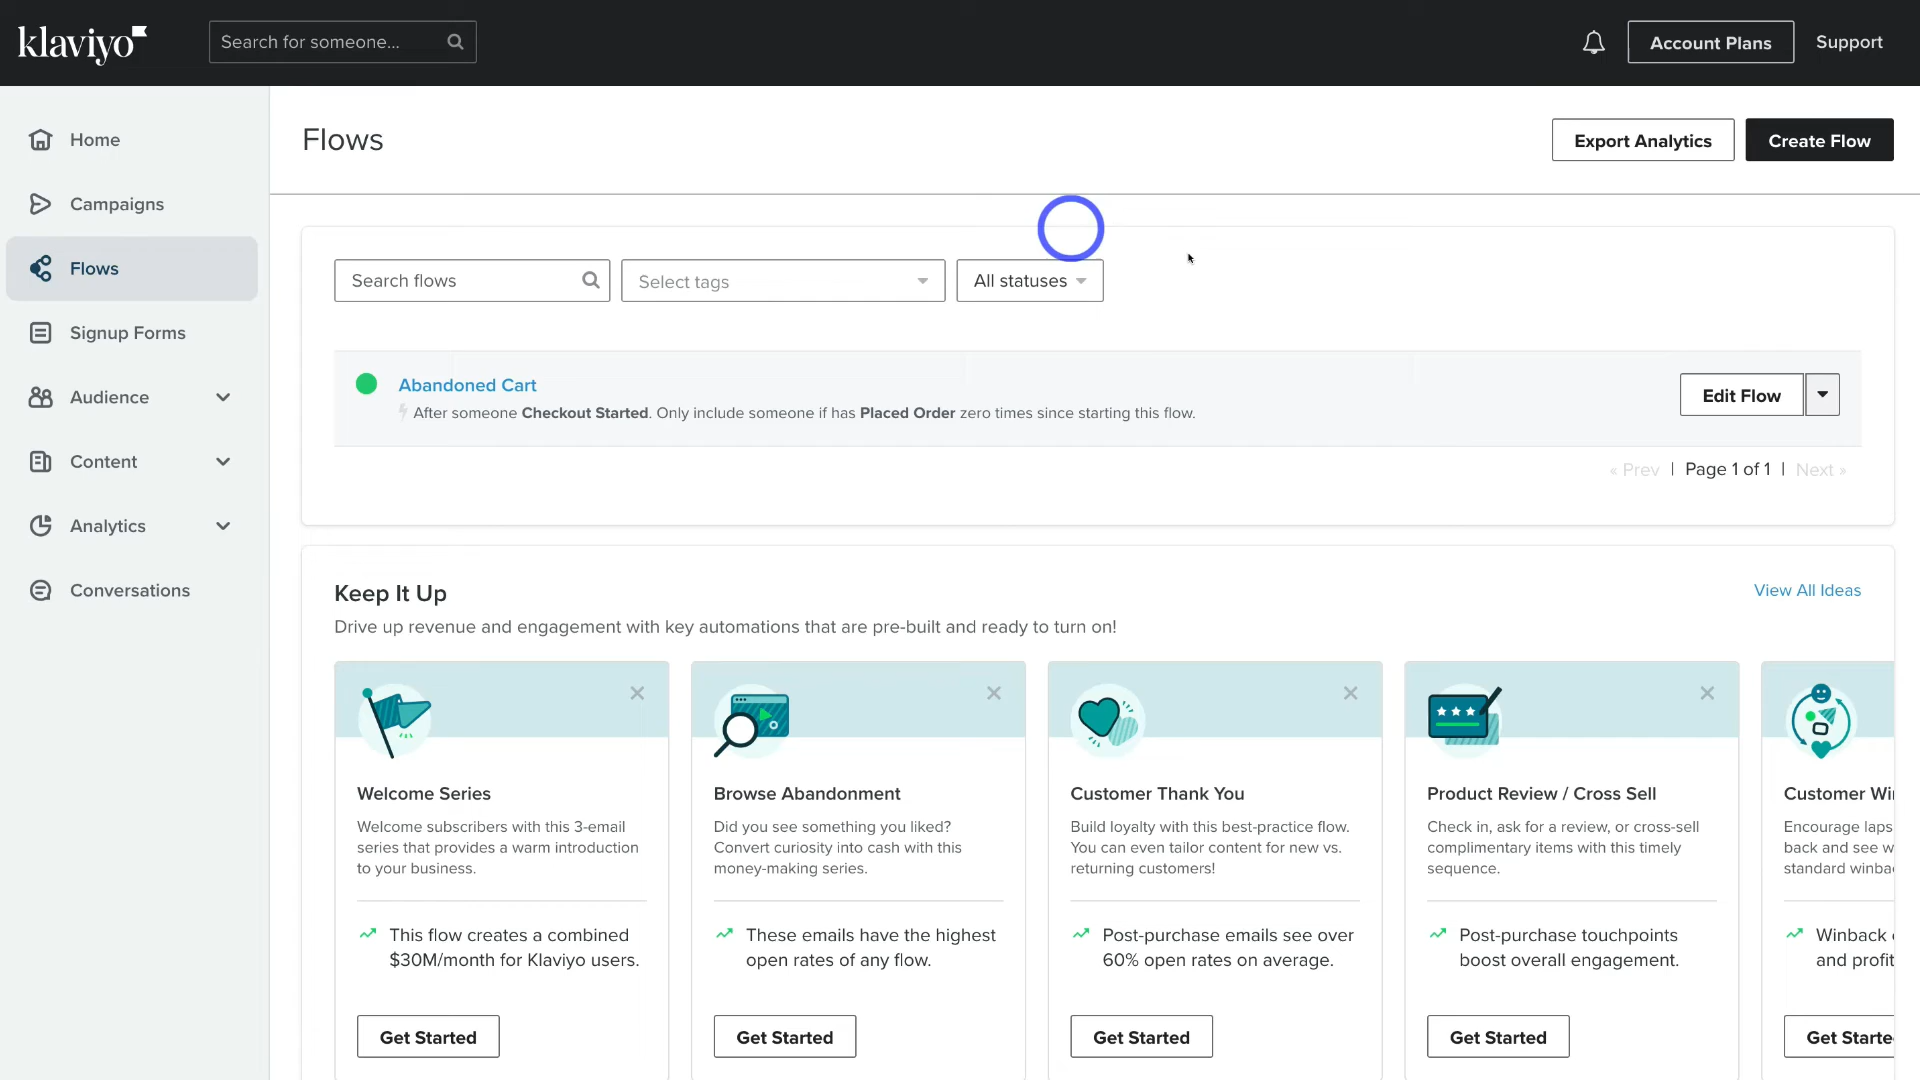 klaviyo
Search for someone...
Account Plans
Support
Home
Campaigns
Flows
Signup Forms
Audience
Content
Analytics
Conversations
Flows
Export Analytics
Create Flow
Search flows
Select tags
All statuses
Abandoned Cart
After someone Checkout Started. Only include someone if has Placed Order zero times since starting this flow.
Edit Flow
« Prev | Page 1 of 1 | Next »
Keep It Up
View All Ideas
Drive up revenue and engagement with key automations that are pre-built and ready to turn on!
Welcome Series
Welcome subscribers with this 3-email
series that provides a warm introduction
to your business.
This flow creates a combined
$30M/month for Klaviyo users.
Get Started
Browse Abandonment
Did you see something you liked?
Convert curiosity into cash with this
money-making series.
These emails have the highest
open rates of any flow.
Get Started
Customer Thank You
Build loyalty with this best-practice flow.
You can even tailor content for new vs.
returning customers!
Post-purchase emails see over
60% open rates on average.
Get Started
Product Review / Cross Sell
Check in, ask for a review, or cross-sell
complimentary items with this timely
sequence.
Post-purchase touchpoints
boost overall engagement.
Get Started
Customer Wi
Encourage laps
back and see w
standard winba
Winback
and profit
Get Starte